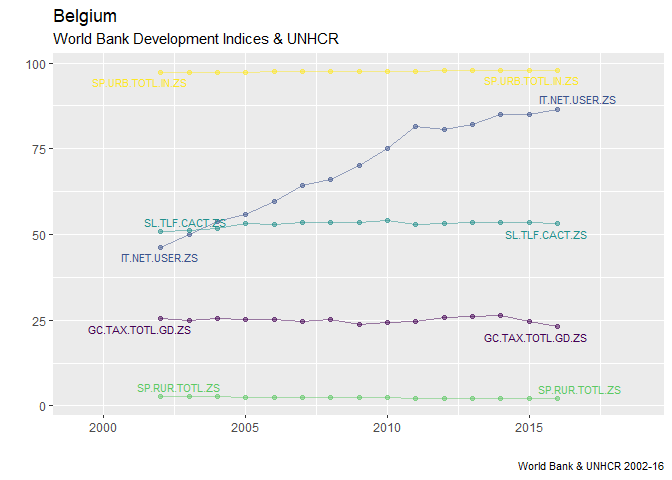 Belgium
World Bank Development Indices & UNHCR
100
SP.URB.TOTL.IN.ZS
SP.URB.TOTL.IN.ZS
IT.NET.USER.ZS
75
SL.TLF.CACT.ZS
SL.TLF.CACT.ZS
50
IT.NET.USER.ZS
25
GC.TAX.TOTL.GD.ZS
GC.TAX.TOTL.GD.ZS
SP.RUR.TOTL.ZS
SP.RUR.TOTL.ZS
0
2000 2005 2010 2015
World Bank & UNHCR 2002-16